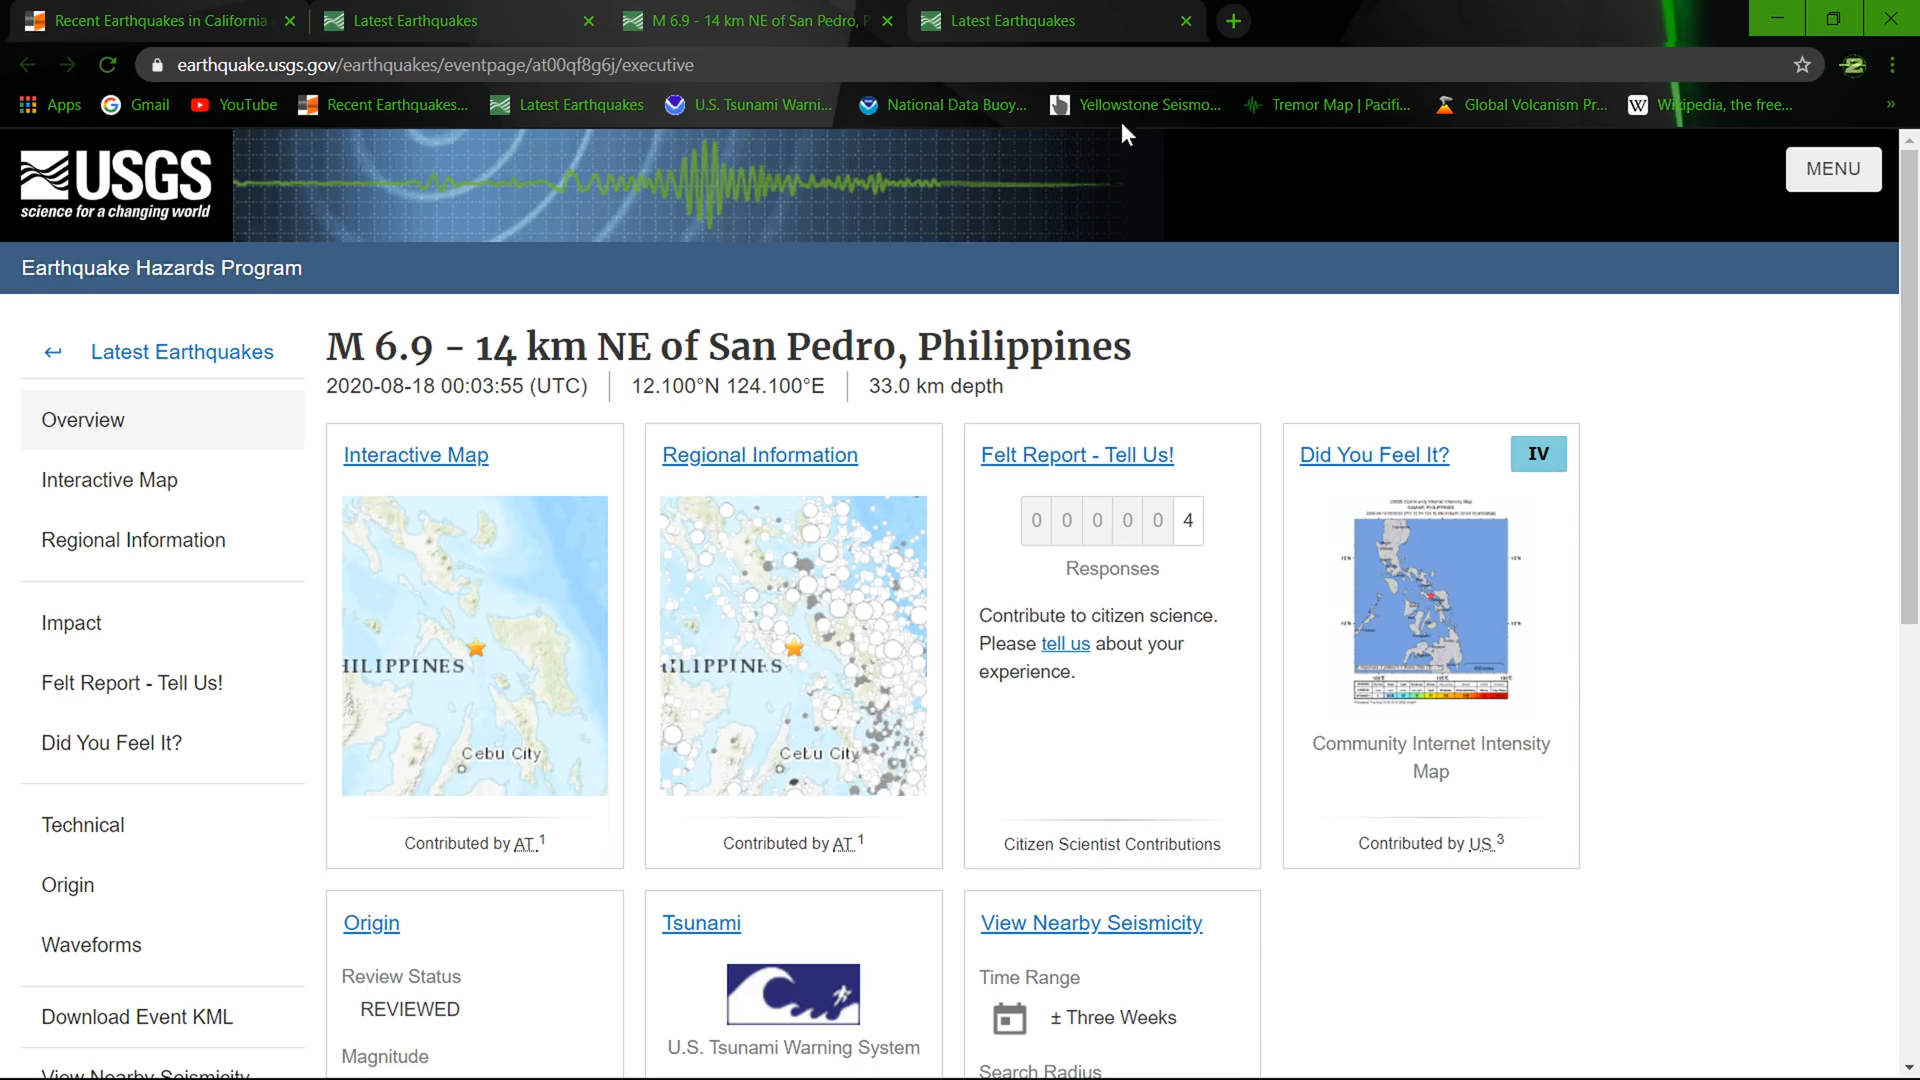 Recent Earthquakes in California
Latest Earthquakes
M 6.9 - 14 km NE of San Pedro, P
Latest Earthquakes
earthquake.usgs.gov/earthquakes/eventpage/at00qf8g6j/executive
Apps
Gmail
YouTube
Recent Earthquakes...
Latest Earthquakes
U.S. Tsunami Warni...
National Data Buoy...
Yellowstone Seismo...
Tremor Map | Pacifi...
Global Volcanism Pr...
W
Wikipedia, the free...
»
USGS
science for a changing world
MENU
Earthquake Hazards Program
Latest Earthquakes
Overview
Interactive Map
Regional Information
Impact
Felt Report - Tell Us!
Did You Feel It?
Technical
Origin
Waveforms
Download Event KML
View Nearby Seismicity
M 6.9 - 14 km NE of San Pedro, Philippines
2020-08-18 00:03:55 (UTC)
12.100°N 124.100°E
33.0 km depth
Interactive Map
HILIPPINES
Cebu City
Contributed by AT 1
Regional Information
ILIPPINES
Cebu City
Contributed by AT 1
Felt Report - Tell Us!
0 0 0 0 0 4
Responses
Contribute to citizen science.
Please tell us about your
experience.
Citizen Scientist Contributions
Did You Feel It?
IV
Community Internet Intensity
Map
Contributed by US 3
Origin
Review Status
REVIEWED
Magnitude
Tsunami
U.S. Tsunami Warning System
View Nearby Seismicity
Time Range
± Three Weeks
Search Radius